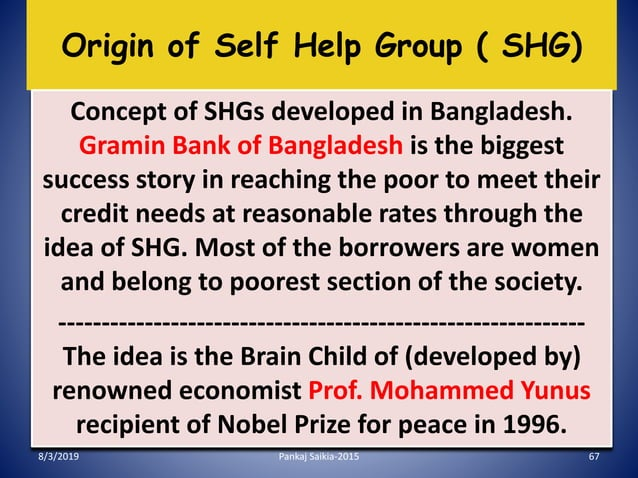 Origin of Self Help Group ( SHG)
Concept of SHGs developed in Bangladesh.
Gramin Bank of Bangladesh is the biggest
success story in reaching the poor to meet their
credit needs at reasonable rates through the
idea of SHG. Most of the borrowers are women
and belong to poorest section of the society.
-------------------------------------------------------------
The idea is the Brain Child of (developed by)
renowned economist Prof. Mohammed Yunus
recipient of Nobel Prize for peace in 1996.
8/3/2019 Pankaj Saikia-2015 67